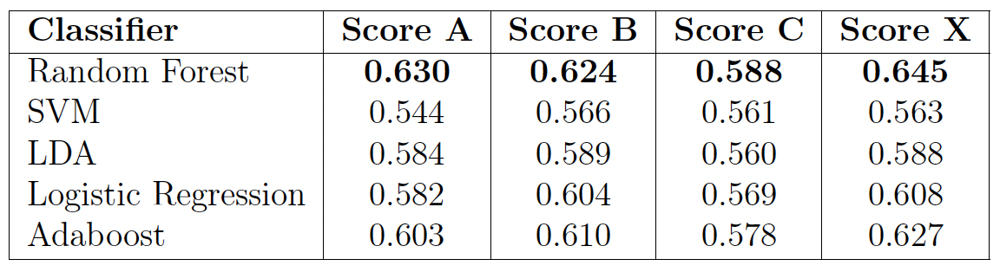 Classifier Score A Score B Score C Score X
Random Forest 0.630 0.624 0.588 0.645
SVM 0.544 0.566 0.561 0.563
LDA 0.584 0.589 0.560 0.588
Logistic Regression 0.582 0.604 0.569 0.608
Adaboost 0.603 0.610 0.578 0.627